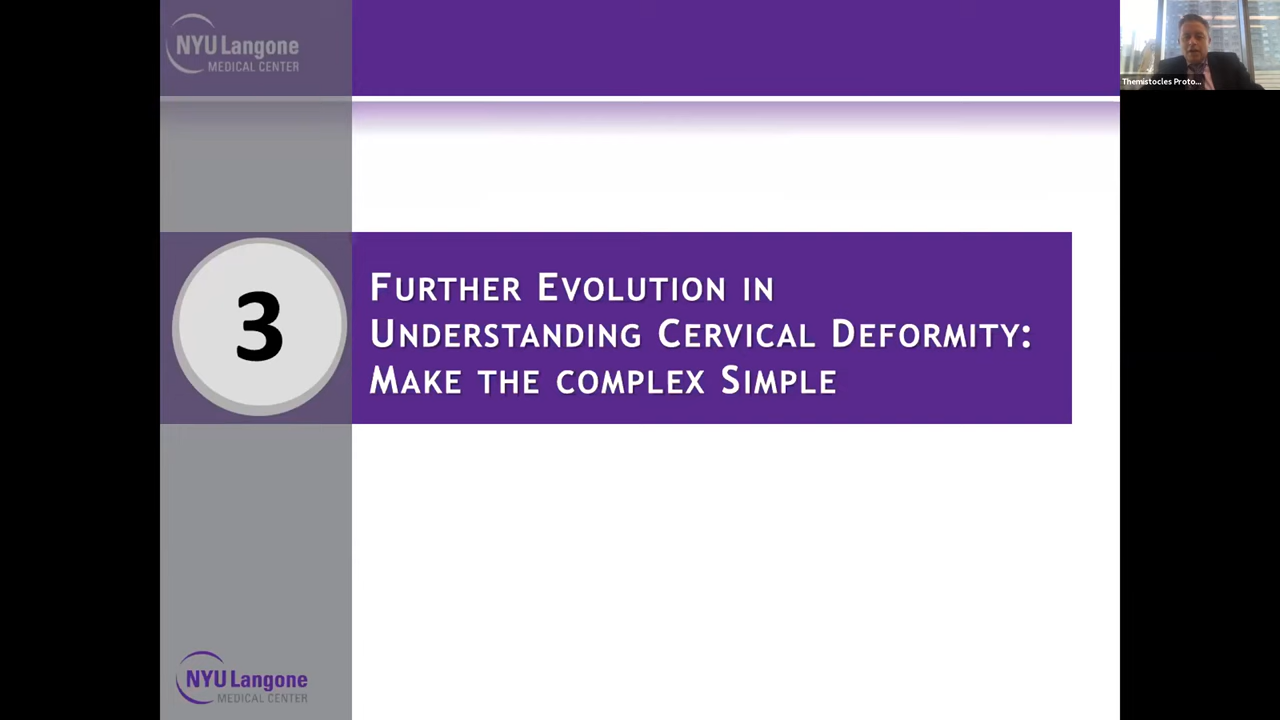 NYU Langone
MEDICAL CENTER
Themistocles Proto...
3
FURTHER EVOLUTION IN
UNDERSTANDING CERVICAL DEFORMITY:
MAKE THE COMPLEX SIMPLE
NYU Langone
MEDICAL CENTER